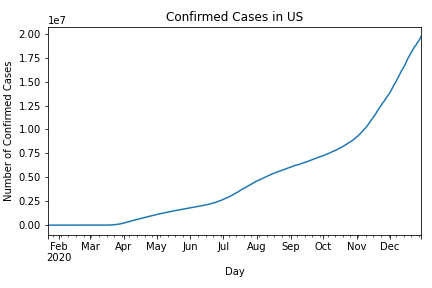 Confirmed Cases in US
1e7
2.00
1.75
1.50
1.25
1.00
0.75
0.50
0.25
0.00
Number of Confirmed Cases
Feb Mar Apr May Jun Jul Aug Sep Oct Nov Dec
2020
Day